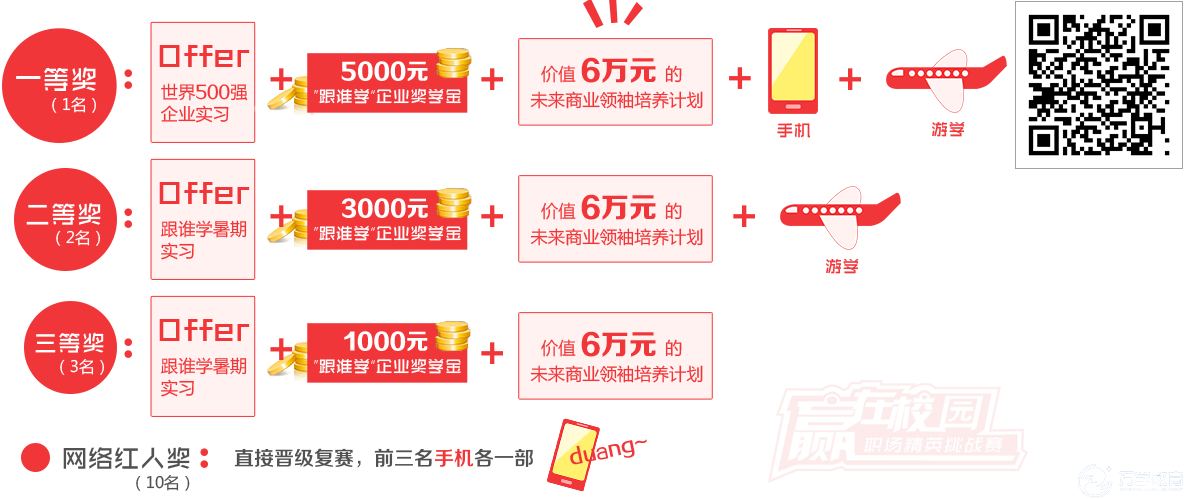 一等奖
（1名）
：
Offer
世界500强
企业实习
+
5000元
"跟谁学"企业奖学金
+
价值 6万元 的
未来商业领袖培养计划
+
手机
+
游学
二等奖
（2名）
：
Offer
跟谁学暑期
实习
+
3000元
"跟谁学"企业奖学金
+
价值 6万元 的
未来商业领袖培养计划
+
游学
三等奖
（3名）
：
Offer
跟谁学暑期
实习
+
1000元
"跟谁学"企业奖学金
+
价值 6万元 的
未来商业领袖培养计划
赢在校园
职场精英挑战赛
网络红人奖：
（10名）
直接晋级复赛，前三名手机各一部
duang~